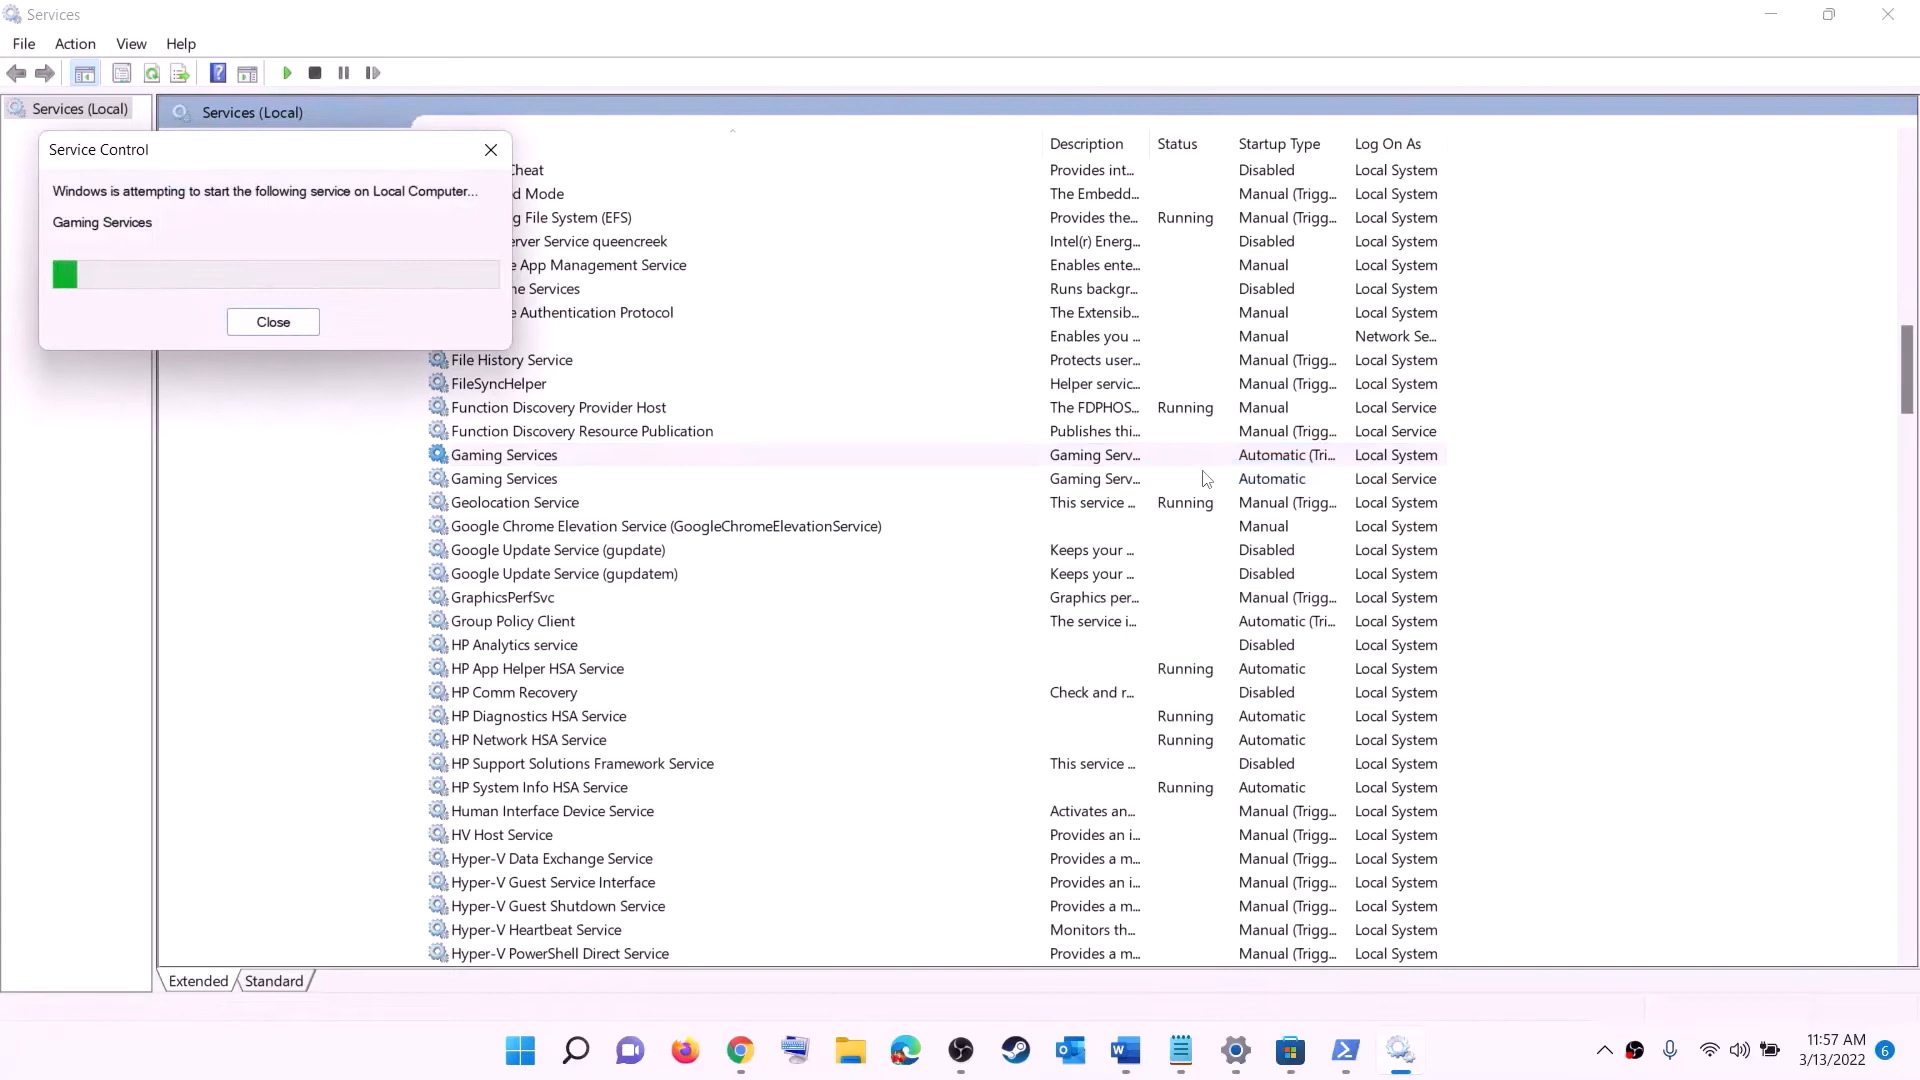 Services
File Action View Help
Services (Local)
Services (Local)
Service Control
Windows is attempting to start the following service on Local Computer...
Gaming Services
Close
Description Status Startup Type Log On As
Cheat Provides int... Disabled Local System
d Mode The Embedd... Manual (Trigg... Local System
g File System (EFS) Provides the... Running Manual (Trigg... Local System
erver Service queencreek Intel(r) Energ... Disabled Local System
e App Management Service Enables ente... Manual Local System
ne Services Runs backgr... Disabled Local System
e Authentication Protocol The Extensib... Manual Local System
Enables you ... Manual Network Se...
File History Service Protects user... Manual (Trigg... Local System
FileSyncHelper Helper servic... Manual (Trigg... Local System
Function Discovery Provider Host The FDPHOS... Running Manual Local Service
Function Discovery Resource Publication Publishes thi... Manual (Trigg... Local Service
Gaming Services Gaming Serv... Automatic (Tri... Local System
Gaming Services Gaming Serv... Automatic Local Service
Geolocation Service This service ... Running Manual (Trigg... Local System
Google Chrome Elevation Service (GoogleChromeElevationService) Manual Local System
Google Update Service (gupdate) Keeps your ... Disabled Local System
Google Update Service (gupdatem) Keeps your ... Disabled Local System
GraphicsPerfSvc Graphics per... Manual (Trigg... Local System
Group Policy Client The service i... Automatic (Tri... Local System
HP Analytics service Disabled Local System
HP App Helper HSA Service Running Automatic Local System
HP Comm Recovery Check and r... Disabled Local System
HP Diagnostics HSA Service Running Automatic Local System
HP Network HSA Service Running Automatic Local System
HP Support Solutions Framework Service This service ... Disabled Local System
HP System Info HSA Service Running Automatic Local System
Human Interface Device Service Activates an... Manual (Trigg... Local System
HV Host Service Provides an i... Manual (Trigg... Local System
Hyper-V Data Exchange Service Provides a m... Manual (Trigg... Local System
Hyper-V Guest Service Interface Provides an i... Manual (Trigg... Local System
Hyper-V Guest Shutdown Service Provides a m... Manual (Trigg... Local System
Hyper-V Heartbeat Service Monitors th... Manual (Trigg... Local System
Hyper-V PowerShell Direct Service Provides a m... Manual (Trigg... Local System
Extended Standard
11:57 AM
3/13/2022
6